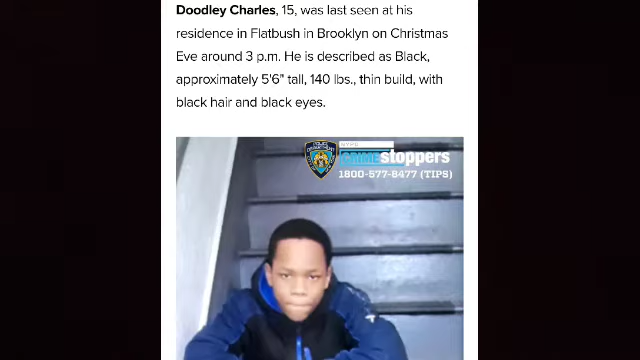 Doodley Charles, 15, was last seen at his
residence in Flatbush in Brooklyn on Christmas
Eve around 3 p.m. He is described as Black,
approximately 5'6" tall, 140 lbs., thin build, with
black hair and black eyes.
NYPD
CRIMEstoppers
1800-577-8477 (TIPS)